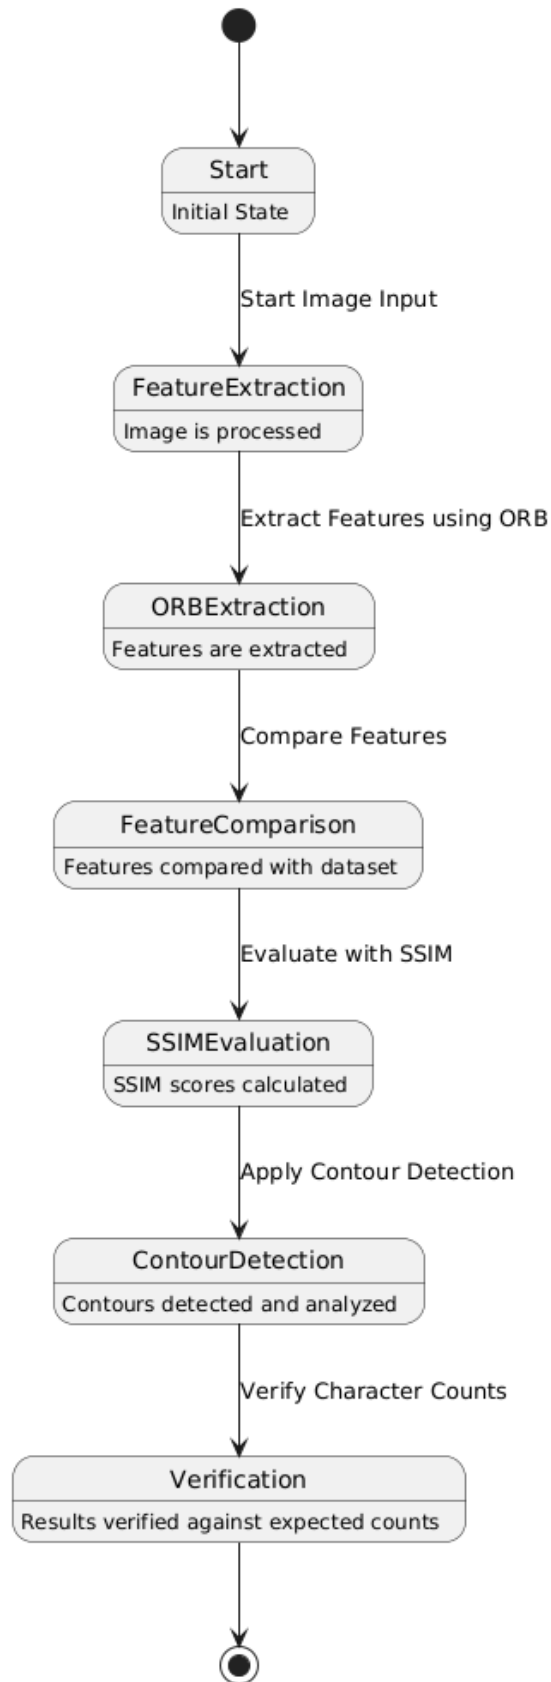 Start
Initial State
Start Image Input
FeatureExtraction
Image is processed
Extract Features using ORB
ORBExtraction
Features are extracted
Compare Features
FeatureComparison
Features compared with dataset
Evaluate with SSIM
SSIMEvaluation
SSIM scores calculated
Apply Contour Detection
ContourDetection
Contours detected and analyzed
Verify Character Counts
Verification
Results verified against expected counts